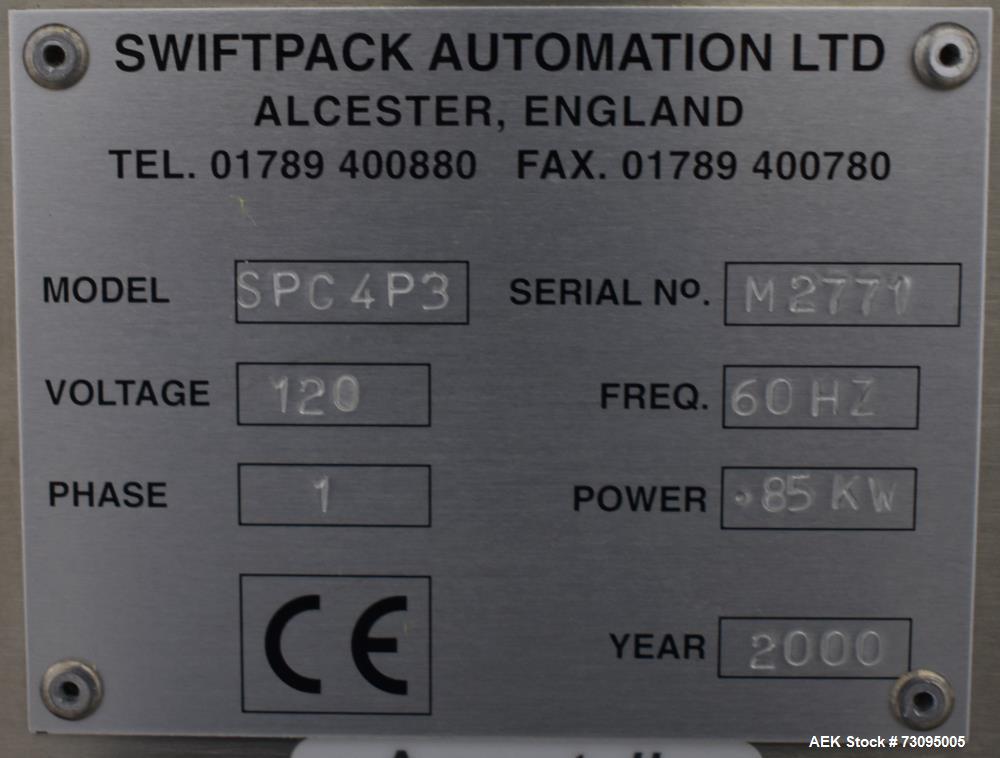 SWIFTPACK AUTOMATION LTD
ALCESTER, ENGLAND
TEL. 01789 400880 FAX. 01789 400780
MODEL SPC4P3 SERIAL Nº. M2771
VOLTAGE 120 FREQ. 60 HZ
PHASE 1 POWER .85 KW
CE
YEAR 2000
AEK Stock # 73095005